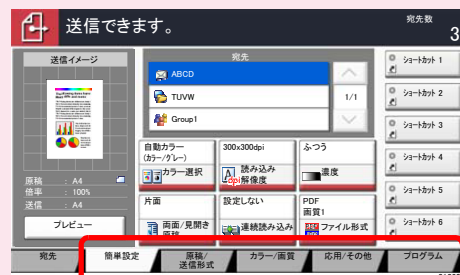 送信できます。
宛先数
3
送信イメージ
原稿 : A4
倍率 : 100%
送信 : A4
プレビュー
宛先
ABCD
TUVW
Group1
1/1
自動カラー
(カラー/グレー)
カラー選択
300x300dpi
dpi
読み込み
解像度
ふつう
濃度
片面
両面/見開き
原稿
設定しない
連続読み込み
PDF
画質1
ファイル形式
ショートカット 1
ショートカット 2
ショートカット 3
ショートカット 4
ショートカット 5
ショートカット 6
宛先
簡単設定
原稿/
送信形式
カラー/画質
応用/その他
プログラム